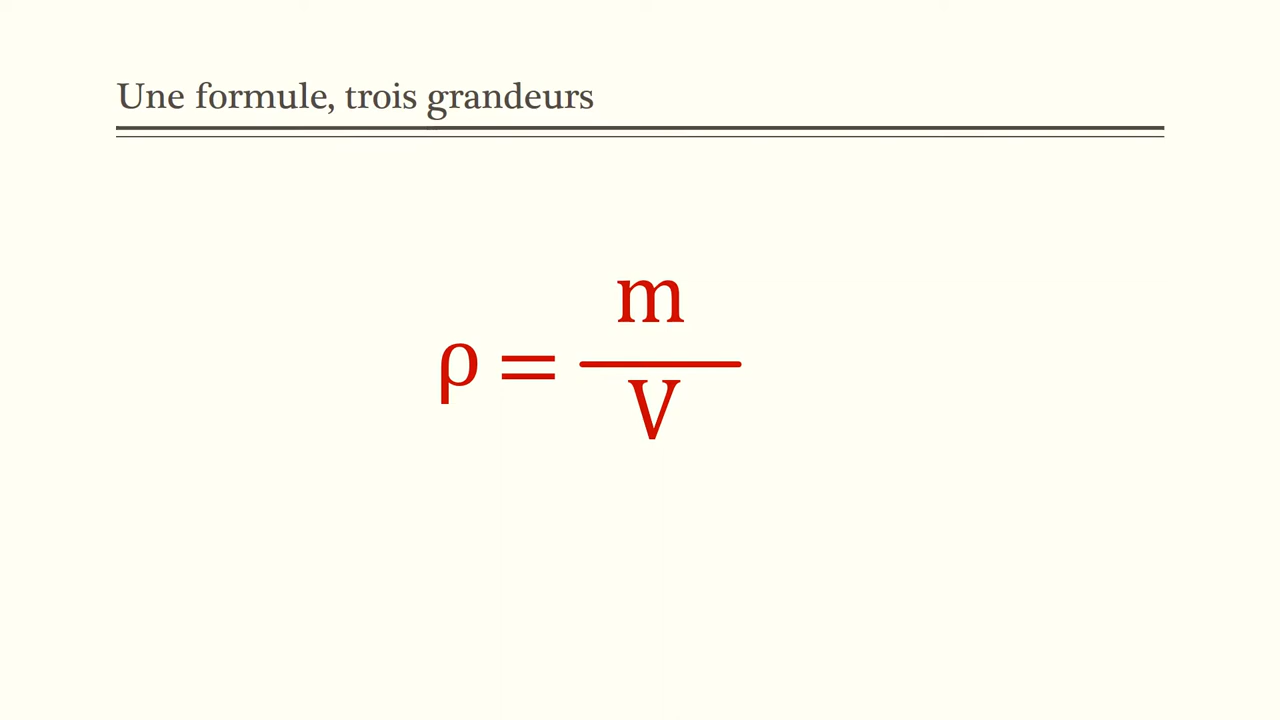 Une formule, trois grandeurs
m
ρ =
V